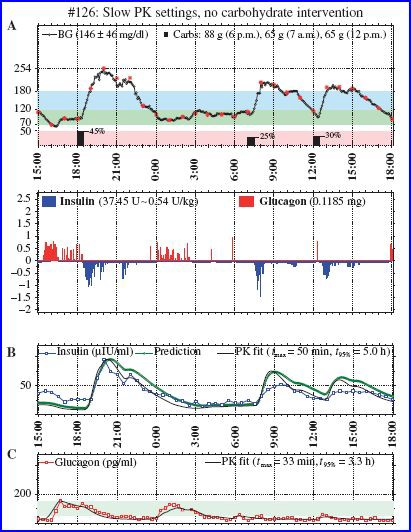 #126: Slow PK settings, no carbohydrate intervention
A
BG (146 ± 46 mg/dl) Carbs: 88 g (6 p.m.), 65 g (7 a.m.), 65 g (12 p.m.)
254
180
120
70
50
45% 25% 30%
15:00 18:00 21:00 0:00 3:00 6:00 9:00 12:00 15:00 18:00
Insulin (37.45 U~0.54 U/kg) Glucagon (0.1185 mg)
2.5
2
1.5
1
0.5
0
−0.5
−1
−1.5
−2
B
Insulin (µIU/ml) Prediction PK fit (tmax = 50 min, t95% = 5.0 h)
50
15:00 18:00 21:00 0:00 3:00 6:00 9:00 12:00 15:00 18:00
C
Glucagon (pg/ml) PK fit (tmax = 33 min, t95% = 3.3 h)
200